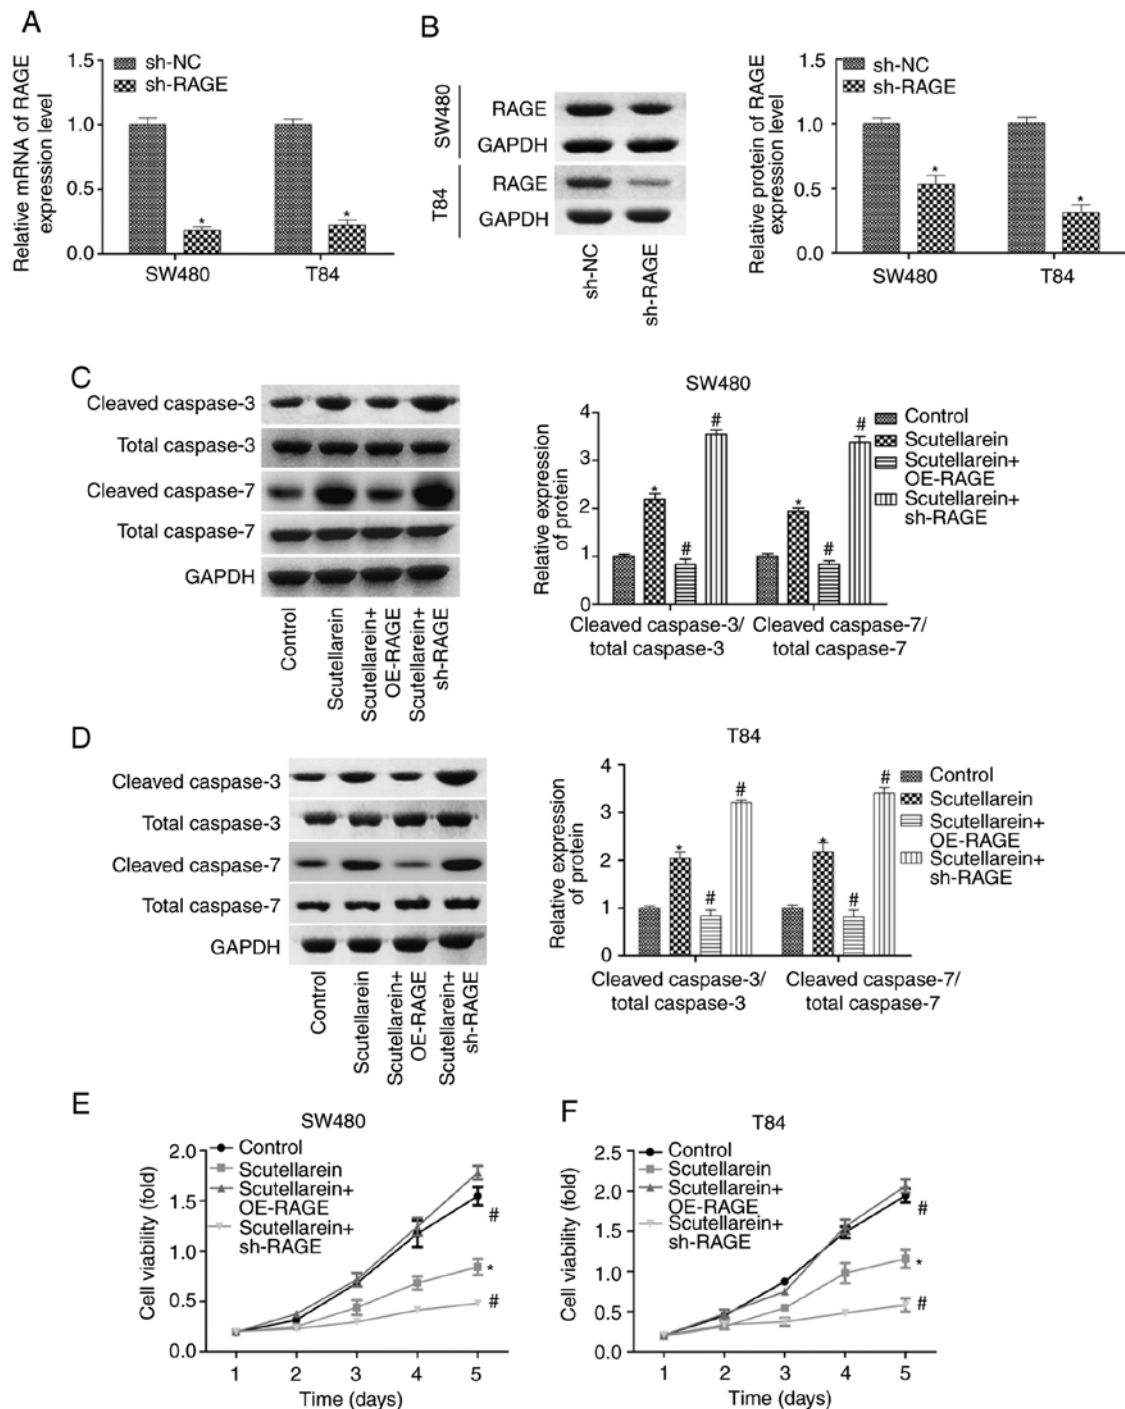 A
Relative mRNA of RAGE
expression level
1.5
1.0
0.5
0.0
sh-NC
sh-RAGE
*
*
SW480
T84
B
SW480
T84
RAGE
GAPDH
RAGE
GAPDH
sh-NC
sh-RAGE
Relative protein of RAGE
expression level
1.5
1.0
0.5
0.0
sh-NC
sh-RAGE
*
*
SW480
T84
C
Cleaved caspase-3
Total caspase-3
Cleaved caspase-7
Total caspase-7
GAPDH
Control
Scutellarein
Scutellarein+
OE-RAGE
Scutellarein+
sh-RAGE
SW480
Relative expression
of protein
4
3
2
1
0
*
#
#
*
#
#
Control
Scutellarein
Scutellarein+
OE-RAGE
Scutellarein+
sh-RAGE
Cleaved caspase-3/
total caspase-3
Cleaved caspase-7/
total caspase-7
D
Cleaved caspase-3
Total caspase-3
Cleaved caspase-7
Total caspase-7
GAPDH
Control
Scutellarein
Scutellarein+
OE-RAGE
Scutellarein+
sh-RAGE
T84
Relative expression
of protein
4
3
2
1
0
*
#
#
*
#
#
Control
Scutellarein
Scutellarein+
OE-RAGE
Scutellarein+
sh-RAGE
Cleaved caspase-3/
total caspase-3
Cleaved caspase-7/
total caspase-7
E
SW480
Cell viability (fold)
2.0
1.5
1.0
0.5
0.0
Control
Scutellarein
Scutellarein+
OE-RAGE
Scutellarein+
sh-RAGE
#
*
#
1 2 3 4 5
Time (days)
F
T84
Cell viability (fold)
2.5
2.0
1.5
1.0
0.5
0.0
Control
Scutellarein
Scutellarein+
OE-RAGE
Scutellarein+
sh-RAGE
#
*
#
1 2 3 4 5
Time (days)